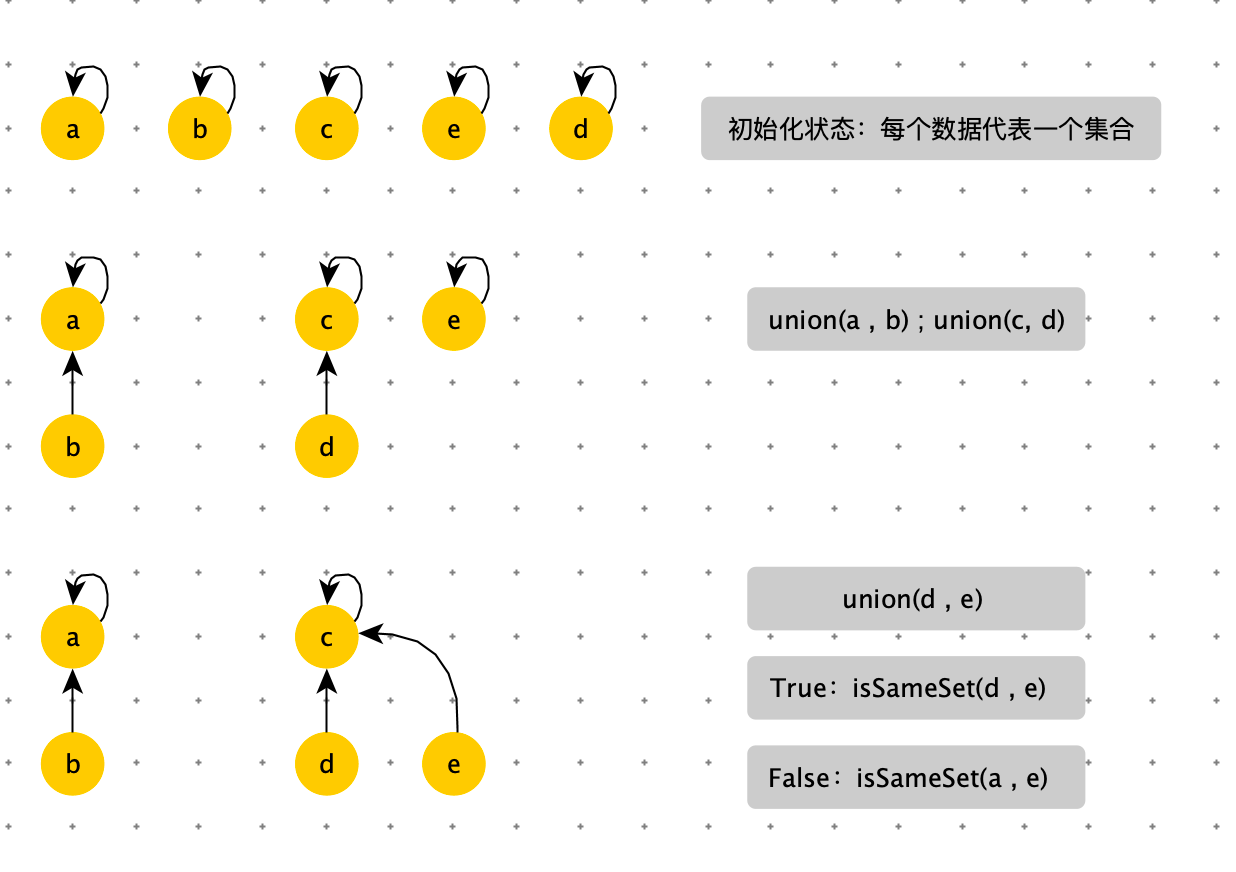 a b c e d 初始化状态：每个数据代表一个集合
a c e union(a , b) ; union(c, d)
b d
union(d , e)
a c
True：isSameSet(d , e)
b d e False：isSameSet(a , e)